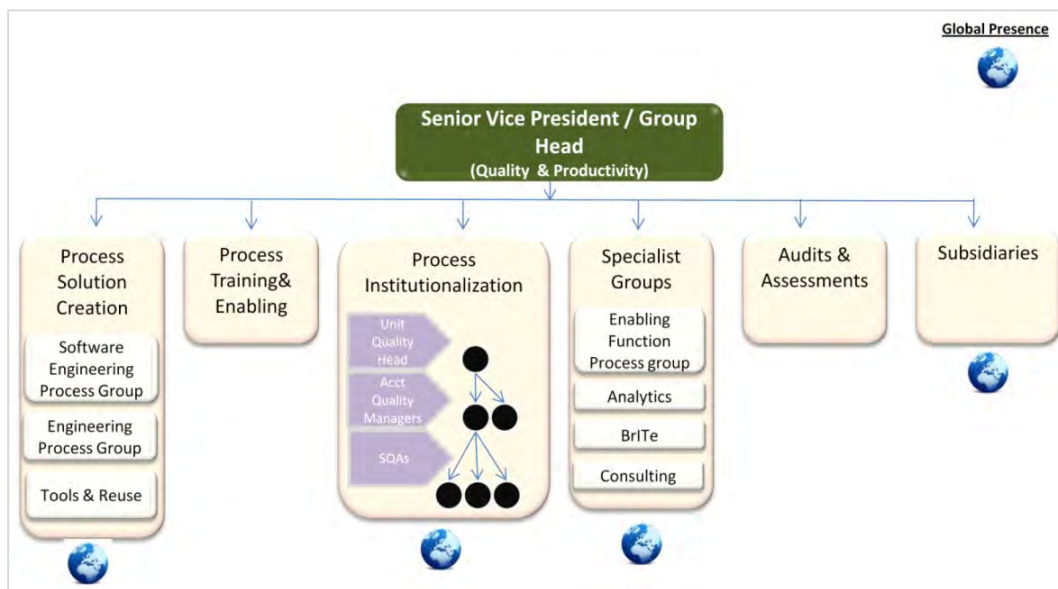 Global Presence
Senior Vice President / Group
Head
(Quality & Productivity)
Process
Solution
Creation
Software
Engineering
Process Group
Engineering
Process Group
Tools & Reuse
Process
Training&
Enabling
Process
Institutionalization
Unit
Quality
Head
Acct
Quality
Managers
SQAs
Specialist
Groups
Enabling
Function
Process group
Analytics
BrITe
Consulting
Audits &
Assessments
Subsidiaries